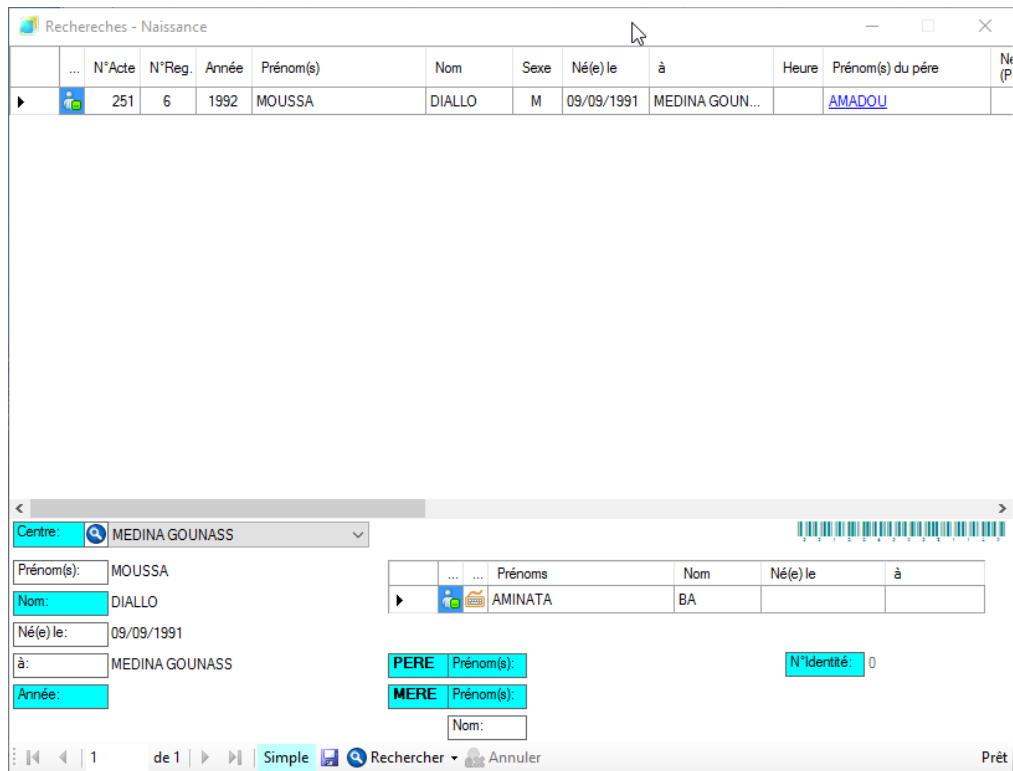 Rechereches - Naissance
... N°Acte N°Reg. Année Prénom(s) Nom Sexe Né(e) le à Heure Prénom(s) du pére
251 6 1992 MOUSSA DIALLO M 09/09/1991 MEDINA GOUN... AMADOU
Centre: MEDINA GOUNASS
Prénom(s): MOUSSA
... ... Prénoms Nom Né(e) le à
Nom: DIALLO
AMINATA BA
Né(e) le: 09/09/1991
à: MEDINA GOUNASS
PERE Prénom(s): N°Identité: 0
Année:
MERE Prénom(s):
Nom:
1 de 1 Simple Rechercher Annuler Prêt